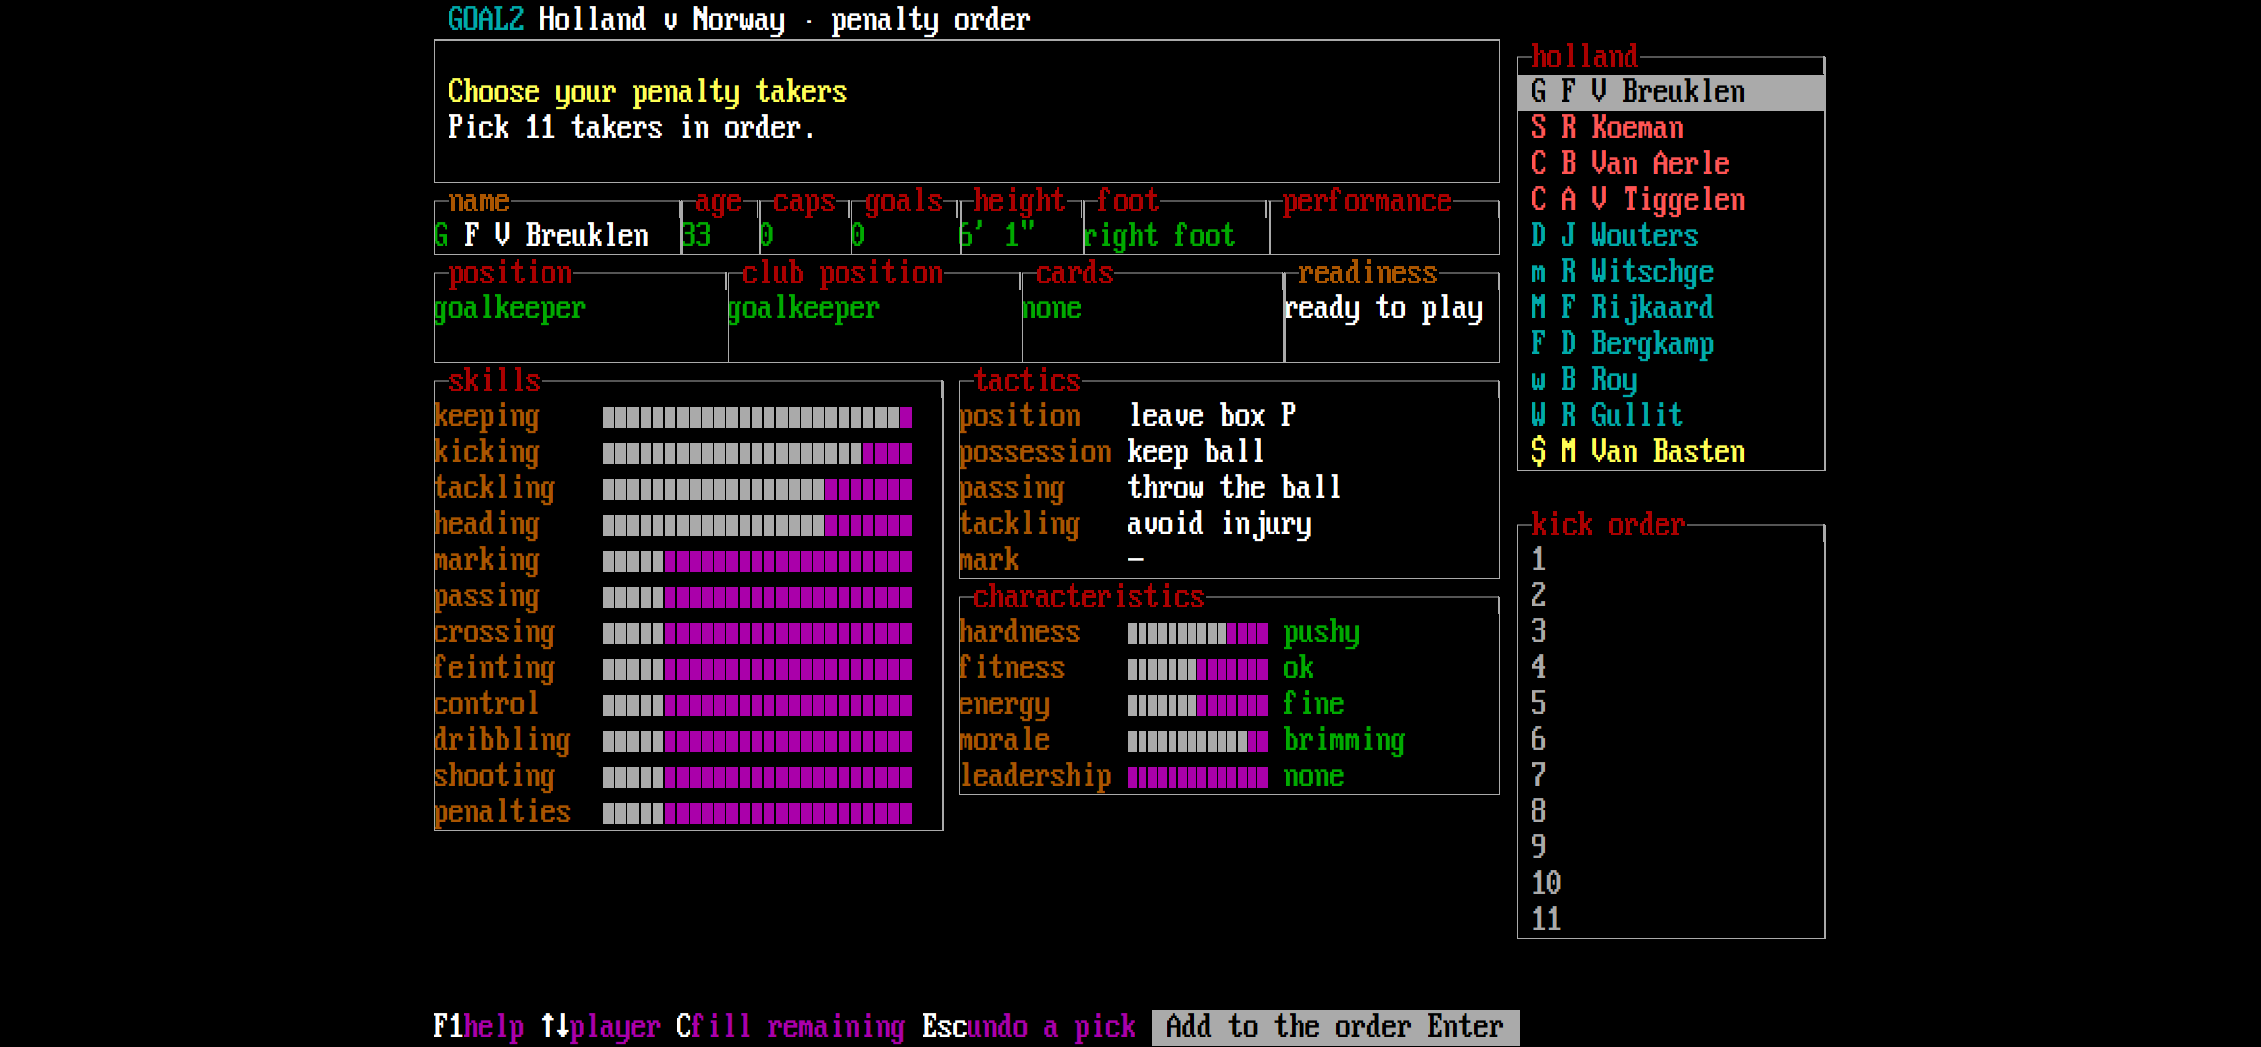 GOAL2 Holland v Norway · penalty order
Choose your penalty takers
Pick 11 takers in order.
name age caps goals height foot performance
G F V Breuklen 33 0 0 6' 1" right foot
position club position cards readiness
goalkeeper goalkeeper none ready to play
skills
keeping
kicking
tackling
heading
marking
passing
crossing
feinting
control
dribbling
shooting
penalties
tactics
position leave box P
possession keep ball
passing throw the ball
tackling avoid injury
mark –
characteristics
hardness pushy
fitness ok
energy fine
morale brimming
leadership none
holland
G F V Breuklen
S R Koeman
C B Van Aerle
C A V Tiggelen
D J Wouters
m R Witschge
M F Rijkaard
F D Bergkamp
w B Roy
W R Gullit
$ M Van Basten
kick order
1
2
3
4
5
6
7
8
9
10
11
F1help ↑↓player Cfill remaining Escundo a pick Add to the order Enter